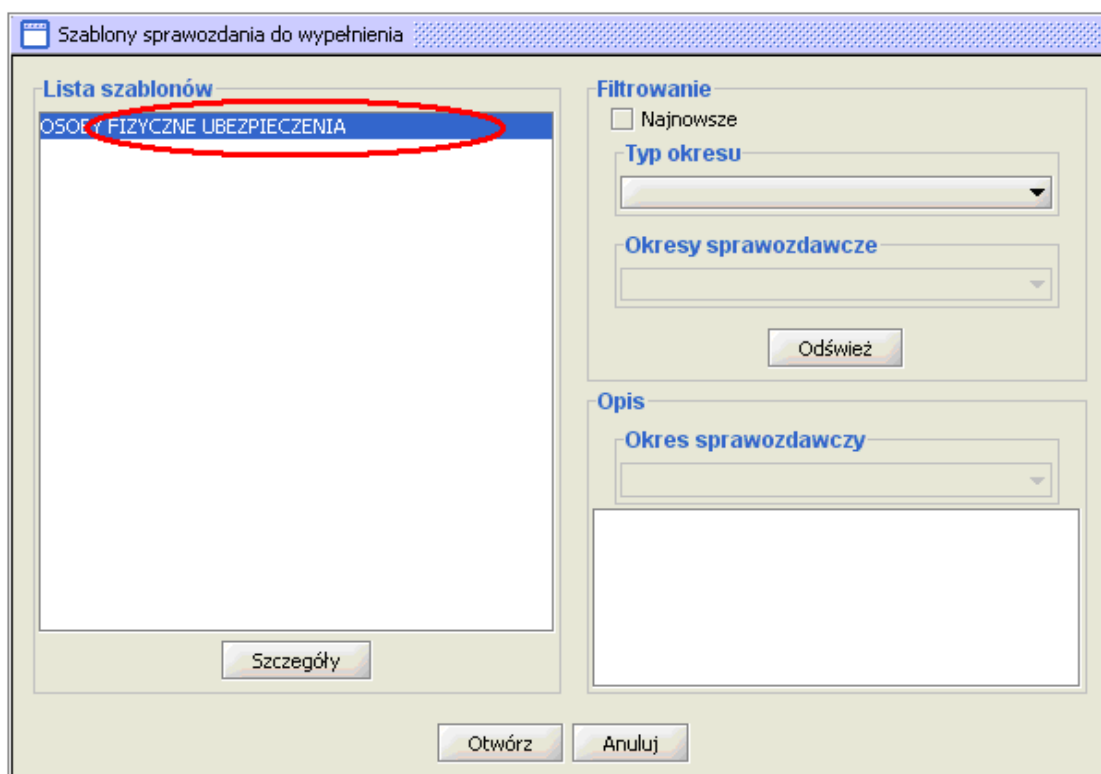 Szablony sprawozdania do wypełnienia
Lista szablonów
OSOBY FIZYCZNE UBEZPIECZENIA
Szczegóły
Filtrowanie
Najnowsze
Typ okresu
Okresy sprawozdawcze
Odśwież
Opis
Okres sprawozdawczy
Otwórz
Anuluj